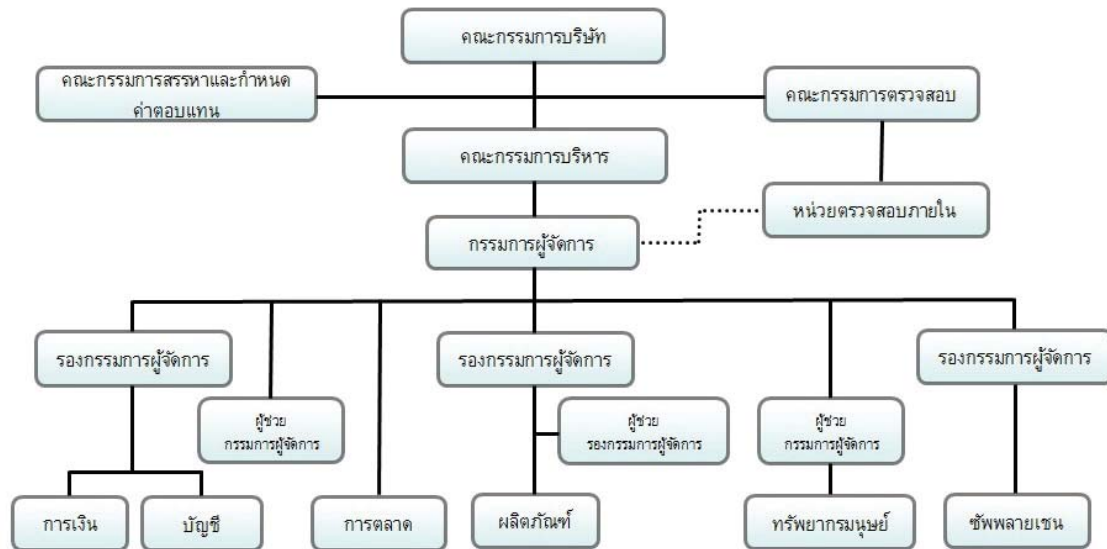 คณะกรรมการบริษัท
คณะกรรมการสรรหาและกำหนด
ค่าตอบแทน
คณะกรรมการตรวจสอบ
คณะกรรมการบริหาร
หน่วยตรวจสอบภายใน
กรรมการผู้จัดการ
รองกรรมการผู้จัดการ
รองกรรมการผู้จัดการ
รองกรรมการผู้จัดการ
ผู้ช่วย
กรรมการผู้จัดการ
ผู้ช่วย
รองกรรมการผู้จัดการ
ผู้ช่วย
กรรมการผู้จัดการ
การเงิน
บัญชี
การตลาด
ผลิตภัณฑ์
ทรัพยากรมนุษย์
ซัพพลายเชน